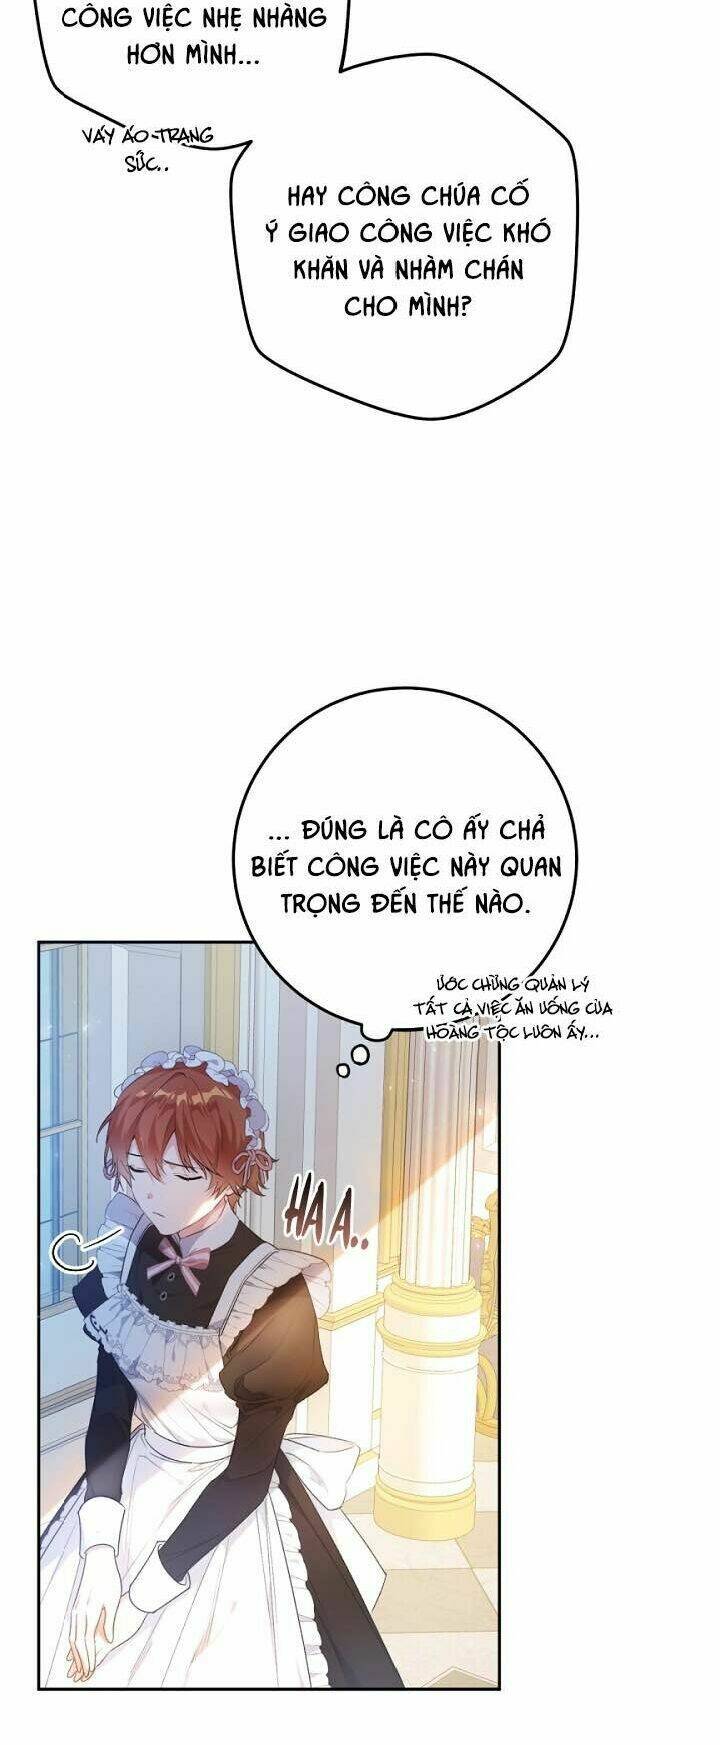 CÔNG VIỆC NHẸ NHÀNG
HƠN MÌNH...
VÁY ÁO TRANG
SỨC..
HAY CÔNG CHÚA CỐ
Ý GIAO CÔNG VIỆC KHÓ
KHĂN VÀ NHÀM CHÁN
CHO MÌNH?
... ĐÚNG LÀ CÔ ẤY CHẢ
BIẾT CÔNG VIỆC NÀY QUAN
TRỌNG ĐẾN THẾ NÀO.
ƯỚC CHỪNG QUẢN LÝ
TẤT CẢ VIỆC ĂN UỐNG CỦA
HOÀNG TỘC LUÔN ẤY...
HAA..